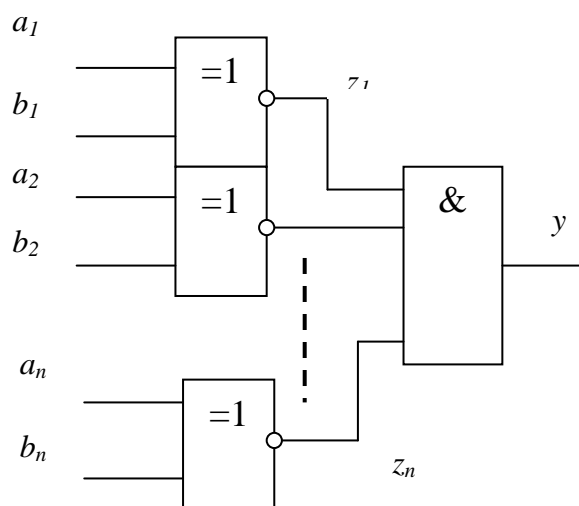 a₁
=1
z₁
b₁
a₂
=1
&
b₂
y
aₙ
=1
bₙ
zₙ